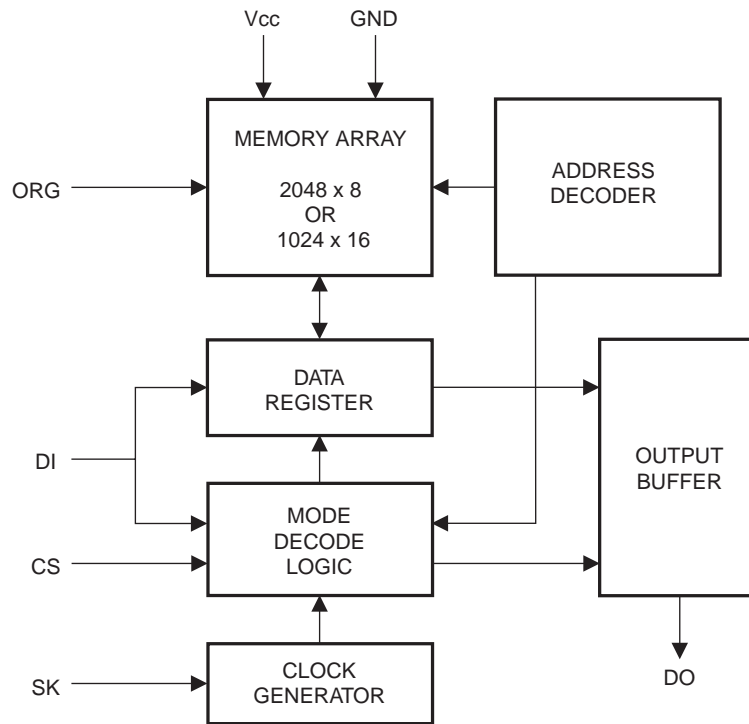 Vcc
GND
MEMORY ARRAY
2048 x 8
OR
1024 x 16
ADDRESS
DECODER
ORG
DATA
REGISTER
DI
OUTPUT
BUFFER
MODE
DECODE
LOGIC
CS
CLOCK
GENERATOR
SK
DO